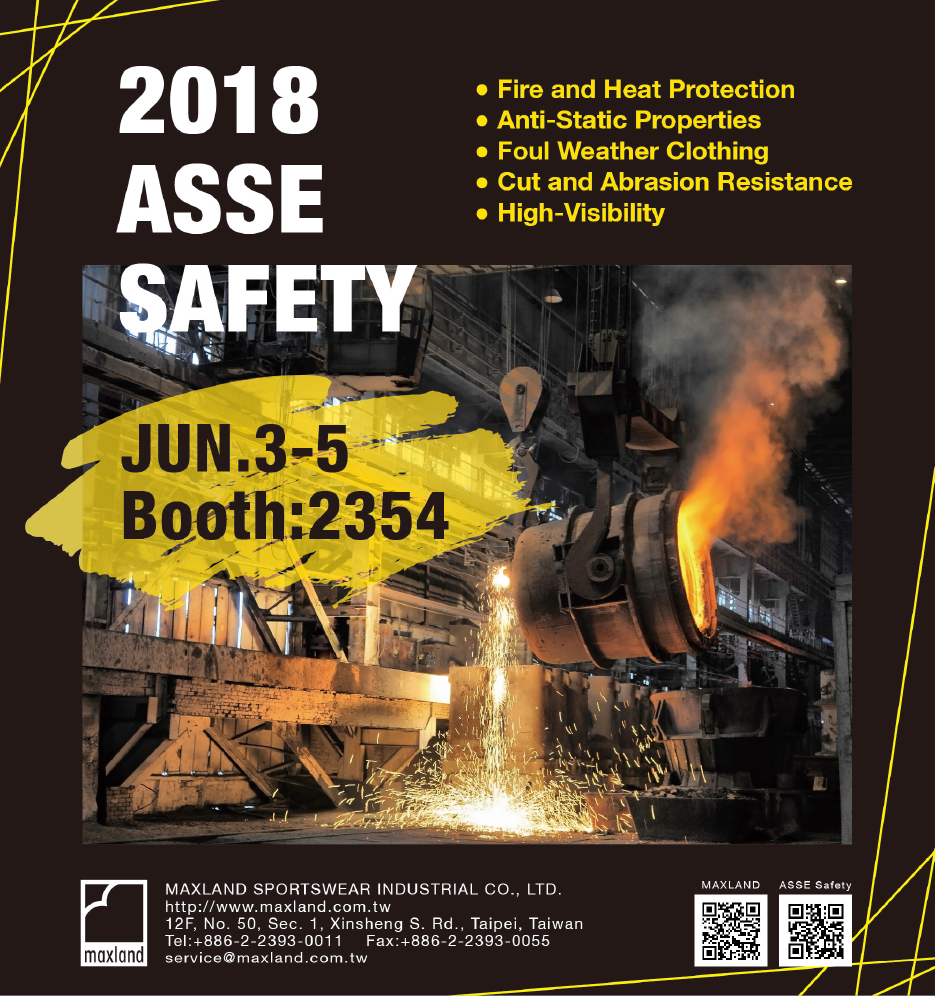 2018
ASSE
SAFETY
• Fire and Heat Protection
• Anti-Static Properties
• Foul Weather Clothing
• Cut and Abrasion Resistance
• High-Visibility
JUN.3-5
Booth:2354
maxland
MAXLAND SPORTSWEAR INDUSTRIAL CO., LTD.
http://www.maxland.com.tw
12F, No. 50, Sec. 1, Xinsheng S. Rd., Taipei, Taiwan
Tel:+886-2-2393-0011 Fax:+886-2-2393-0055
service@maxland.com.tw
MAXLAND
ASSE Safety